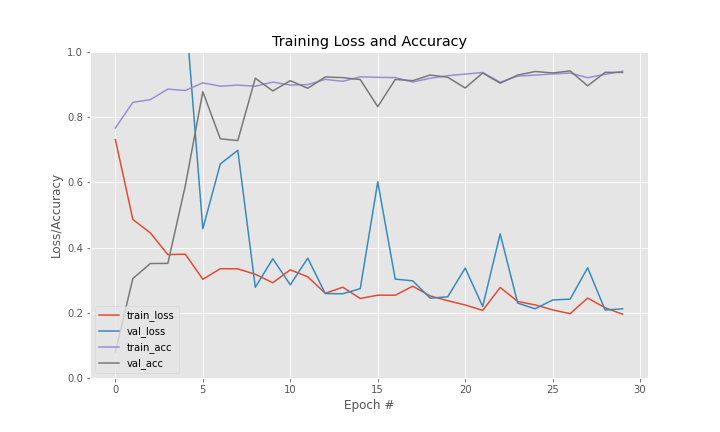 Training Loss and Accuracy
1.0
0.8
0.6
0.4
0.2
0.0
Loss/Accuracy
train_loss
val_loss
train_acc
val_acc
0
5
10
15
20
25
30
Epoch #